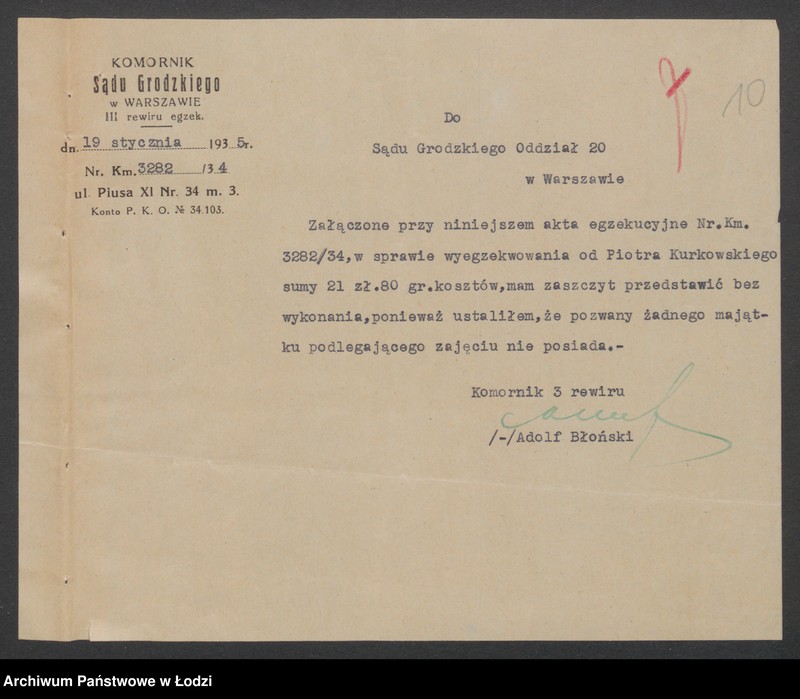 KOMORNIK
Sądu Grodzkiego
w WARSZAWIE
III rewiru egzek.
dn. 19 stycznia 1935r.
Nr. Km. 3282 /34
ul. Piusa XI Nr. 34 m. 3.
Konto P. K. O. № 34.103.
10
Do
Sądu Grodzkiego Oddział 20
w Warszawie
Załączone przy niniejszem akta egzekucyjne Nr.Km.
3282/34,w sprawie wyegzekwowania od Piotra Kurkowskiego
sumy 21 zł.80 gr.kosztów,mam zaszczyt przedstawić bez
wykonania,ponieważ ustaliłem,że pozwany żadnego mająt-
ku podlegającego zajęciu nie posiada.-
Komornik 3 rewiru
/-/Adolf Błoński
Archiwum Państwowe w Łodzi